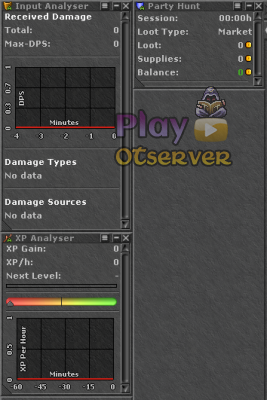 Input Analyser
Received Damage
Total: 0
Max-DPS: 0
DPS
0 0.2 0.7 1
4 3 2 1 0
Minutes
Damage Types
No data
Damage Sources
No data
XP Analyser
XP Gain: 0
XP/h: 0
Next Level: -
XP Per Hour
0 0.5 1
60 45 30 15 0
Minutes
Party Hunt
Session: 00:00h
Loot Type: Market
Loot: 0
Supplies: 0
Balance: 0
Play
OTserver